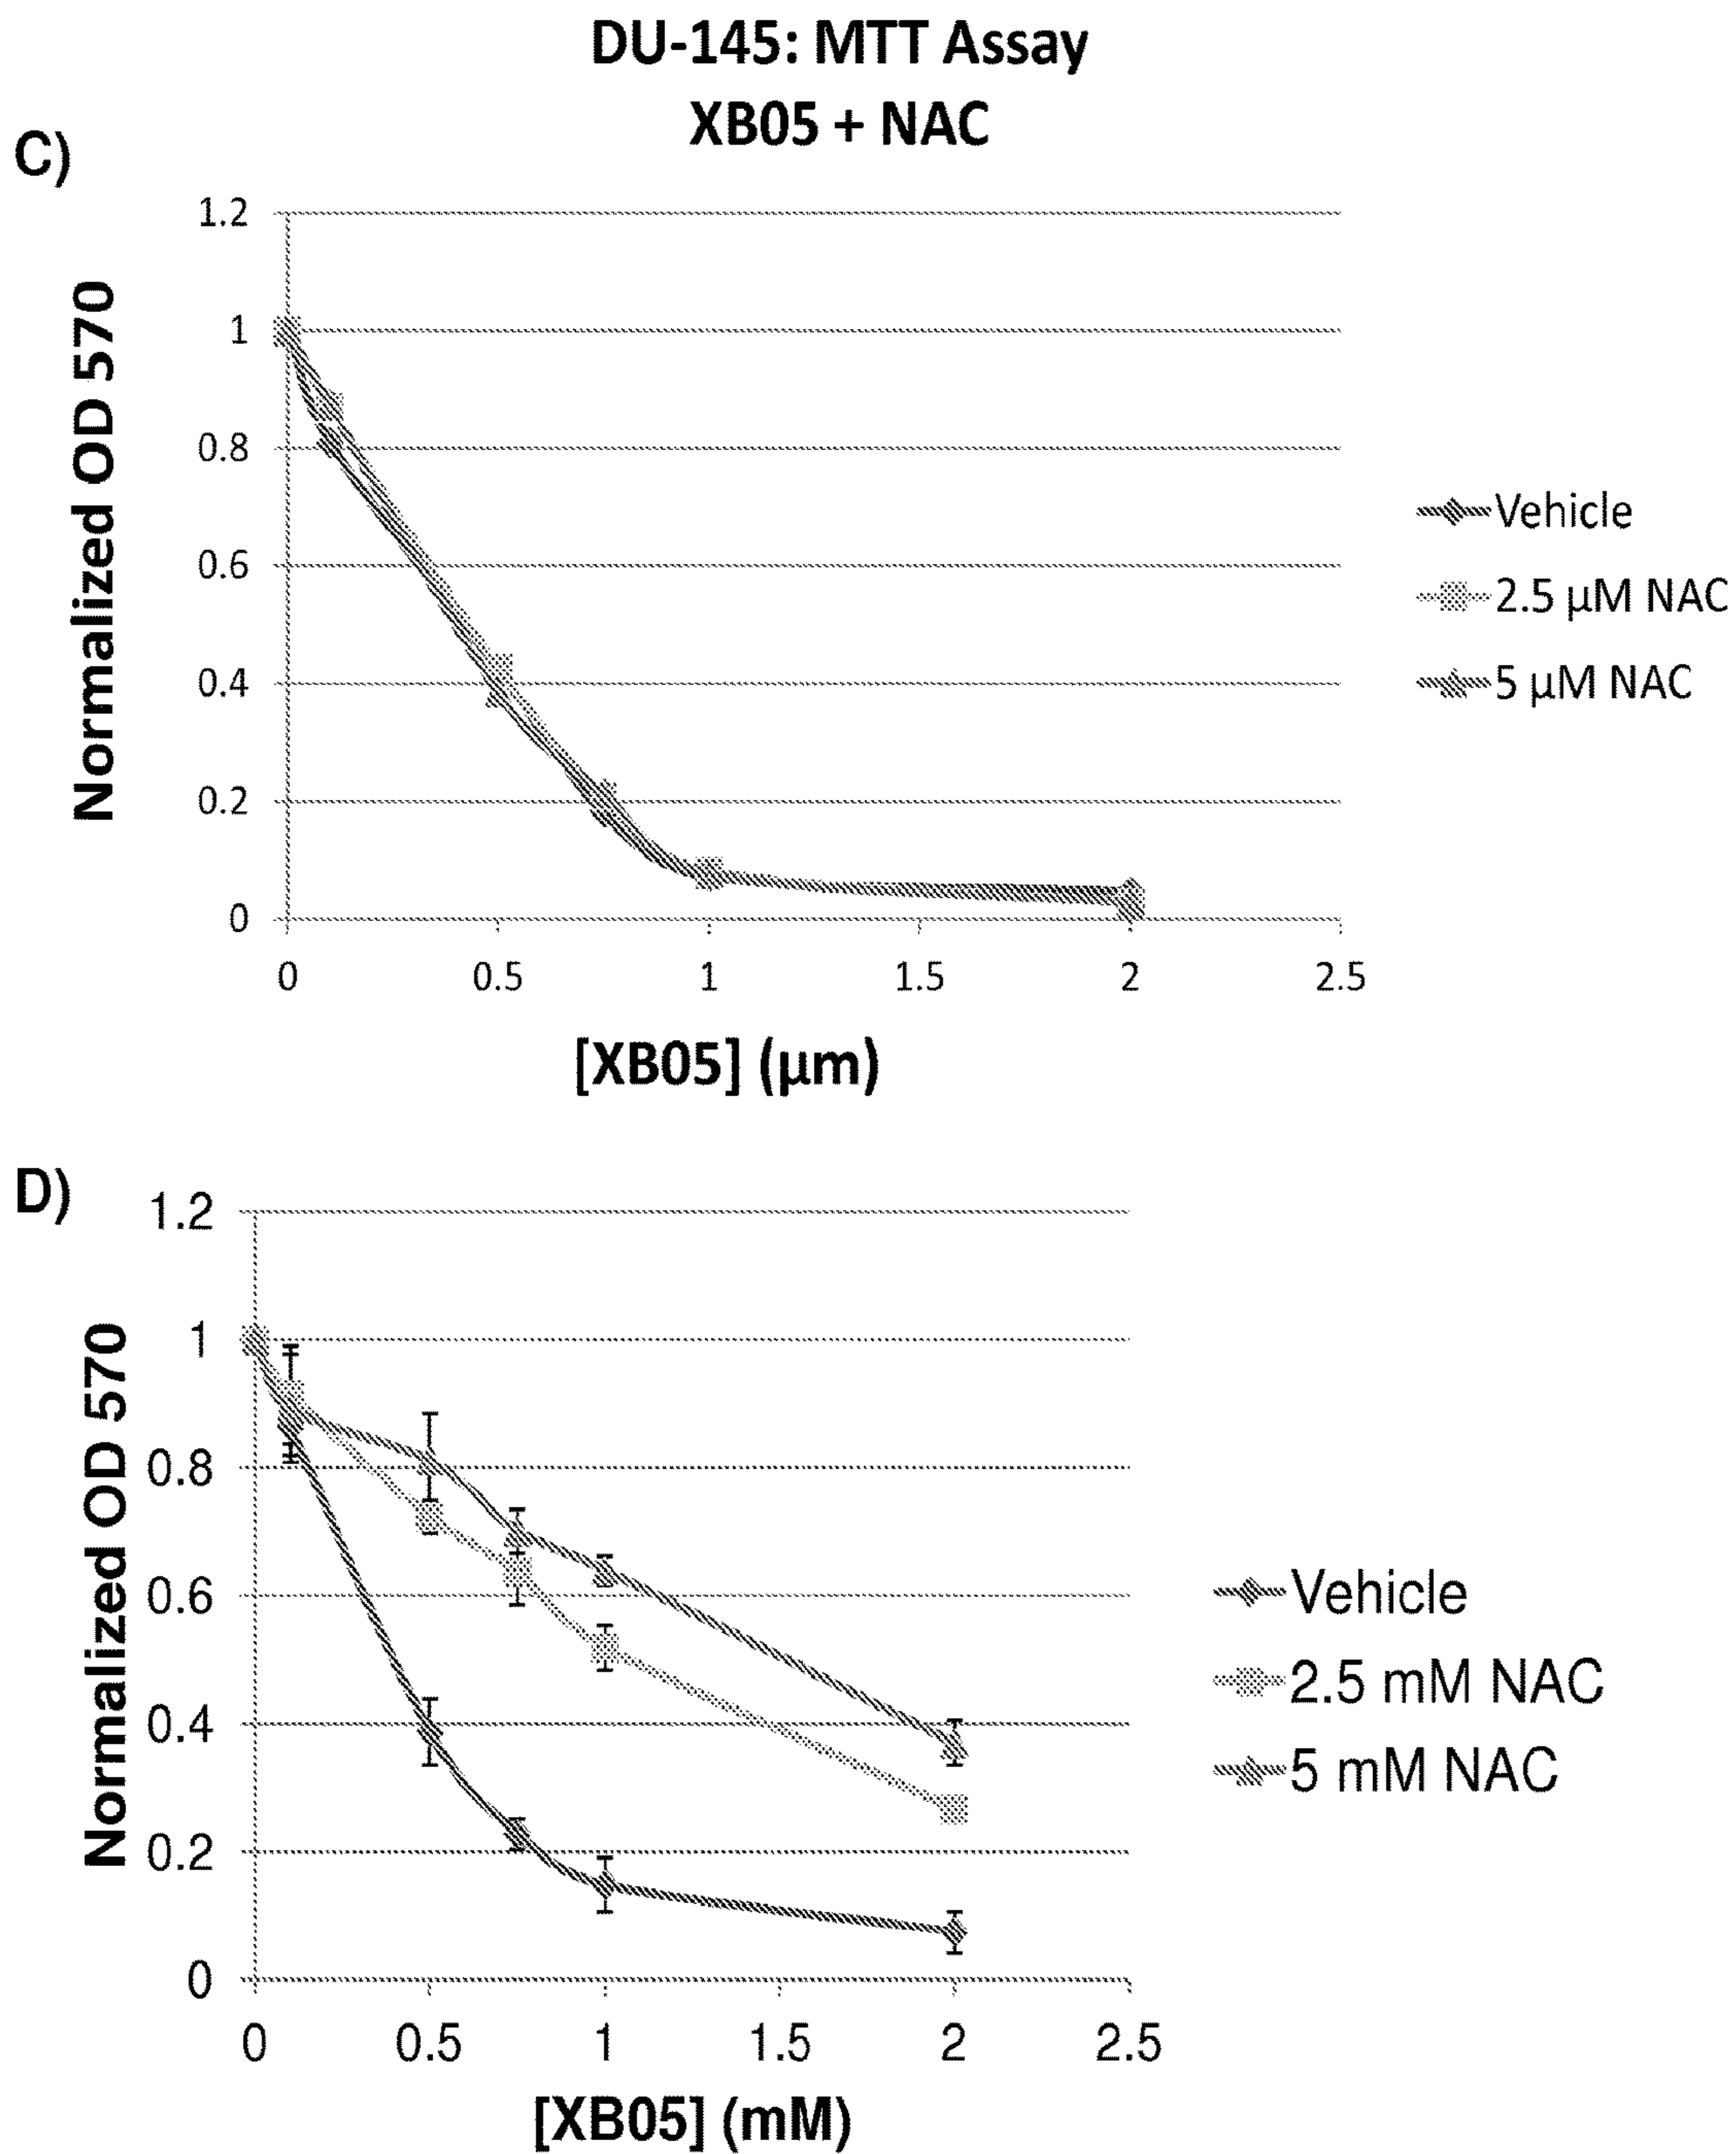 DU-145: MTT Assay
XB05 + NAC
C)
Normalized OD 570
1.2
1
0.8
0.6
0.4
0.2
0
0 0.5 1 1.5 2 2.5
[XB05] (µm)
Vehicle
2.5 µM NAC
5 µM NAC
D)
Normalized OD 570
1.2
1
0.8
0.6
0.4
0.2
0
0 0.5 1 1.5 2 2.5
[XB05] (mM)
Vehicle
2.5 mM NAC
5 mM NAC